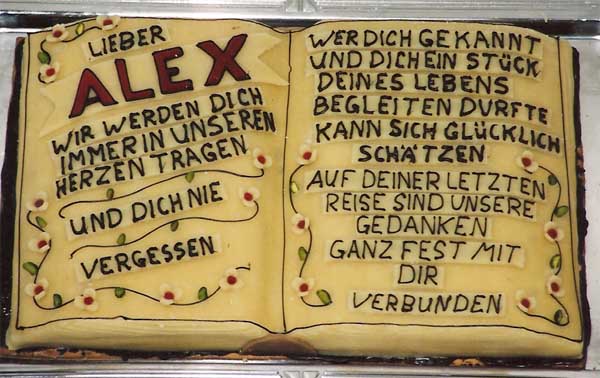 LIEBER
ALEX
WIR WERDEN DICH
IMMER IN UNSEREN
HERZEN TRAGEN
UND DICH NIE
VERGESSEN
WER DICH GEKANNT
UND DICH EIN STÜCK
DEINES LEBENS
BEGLEITEN DURFTE
KANN SICH GLÜCKLICH
SCHÄTZEN
AUF DEINER LETZTEN
REISE SIND UNSERE
GEDANKEN
GANZ FEST MIT
DIR
VERBUNDEN